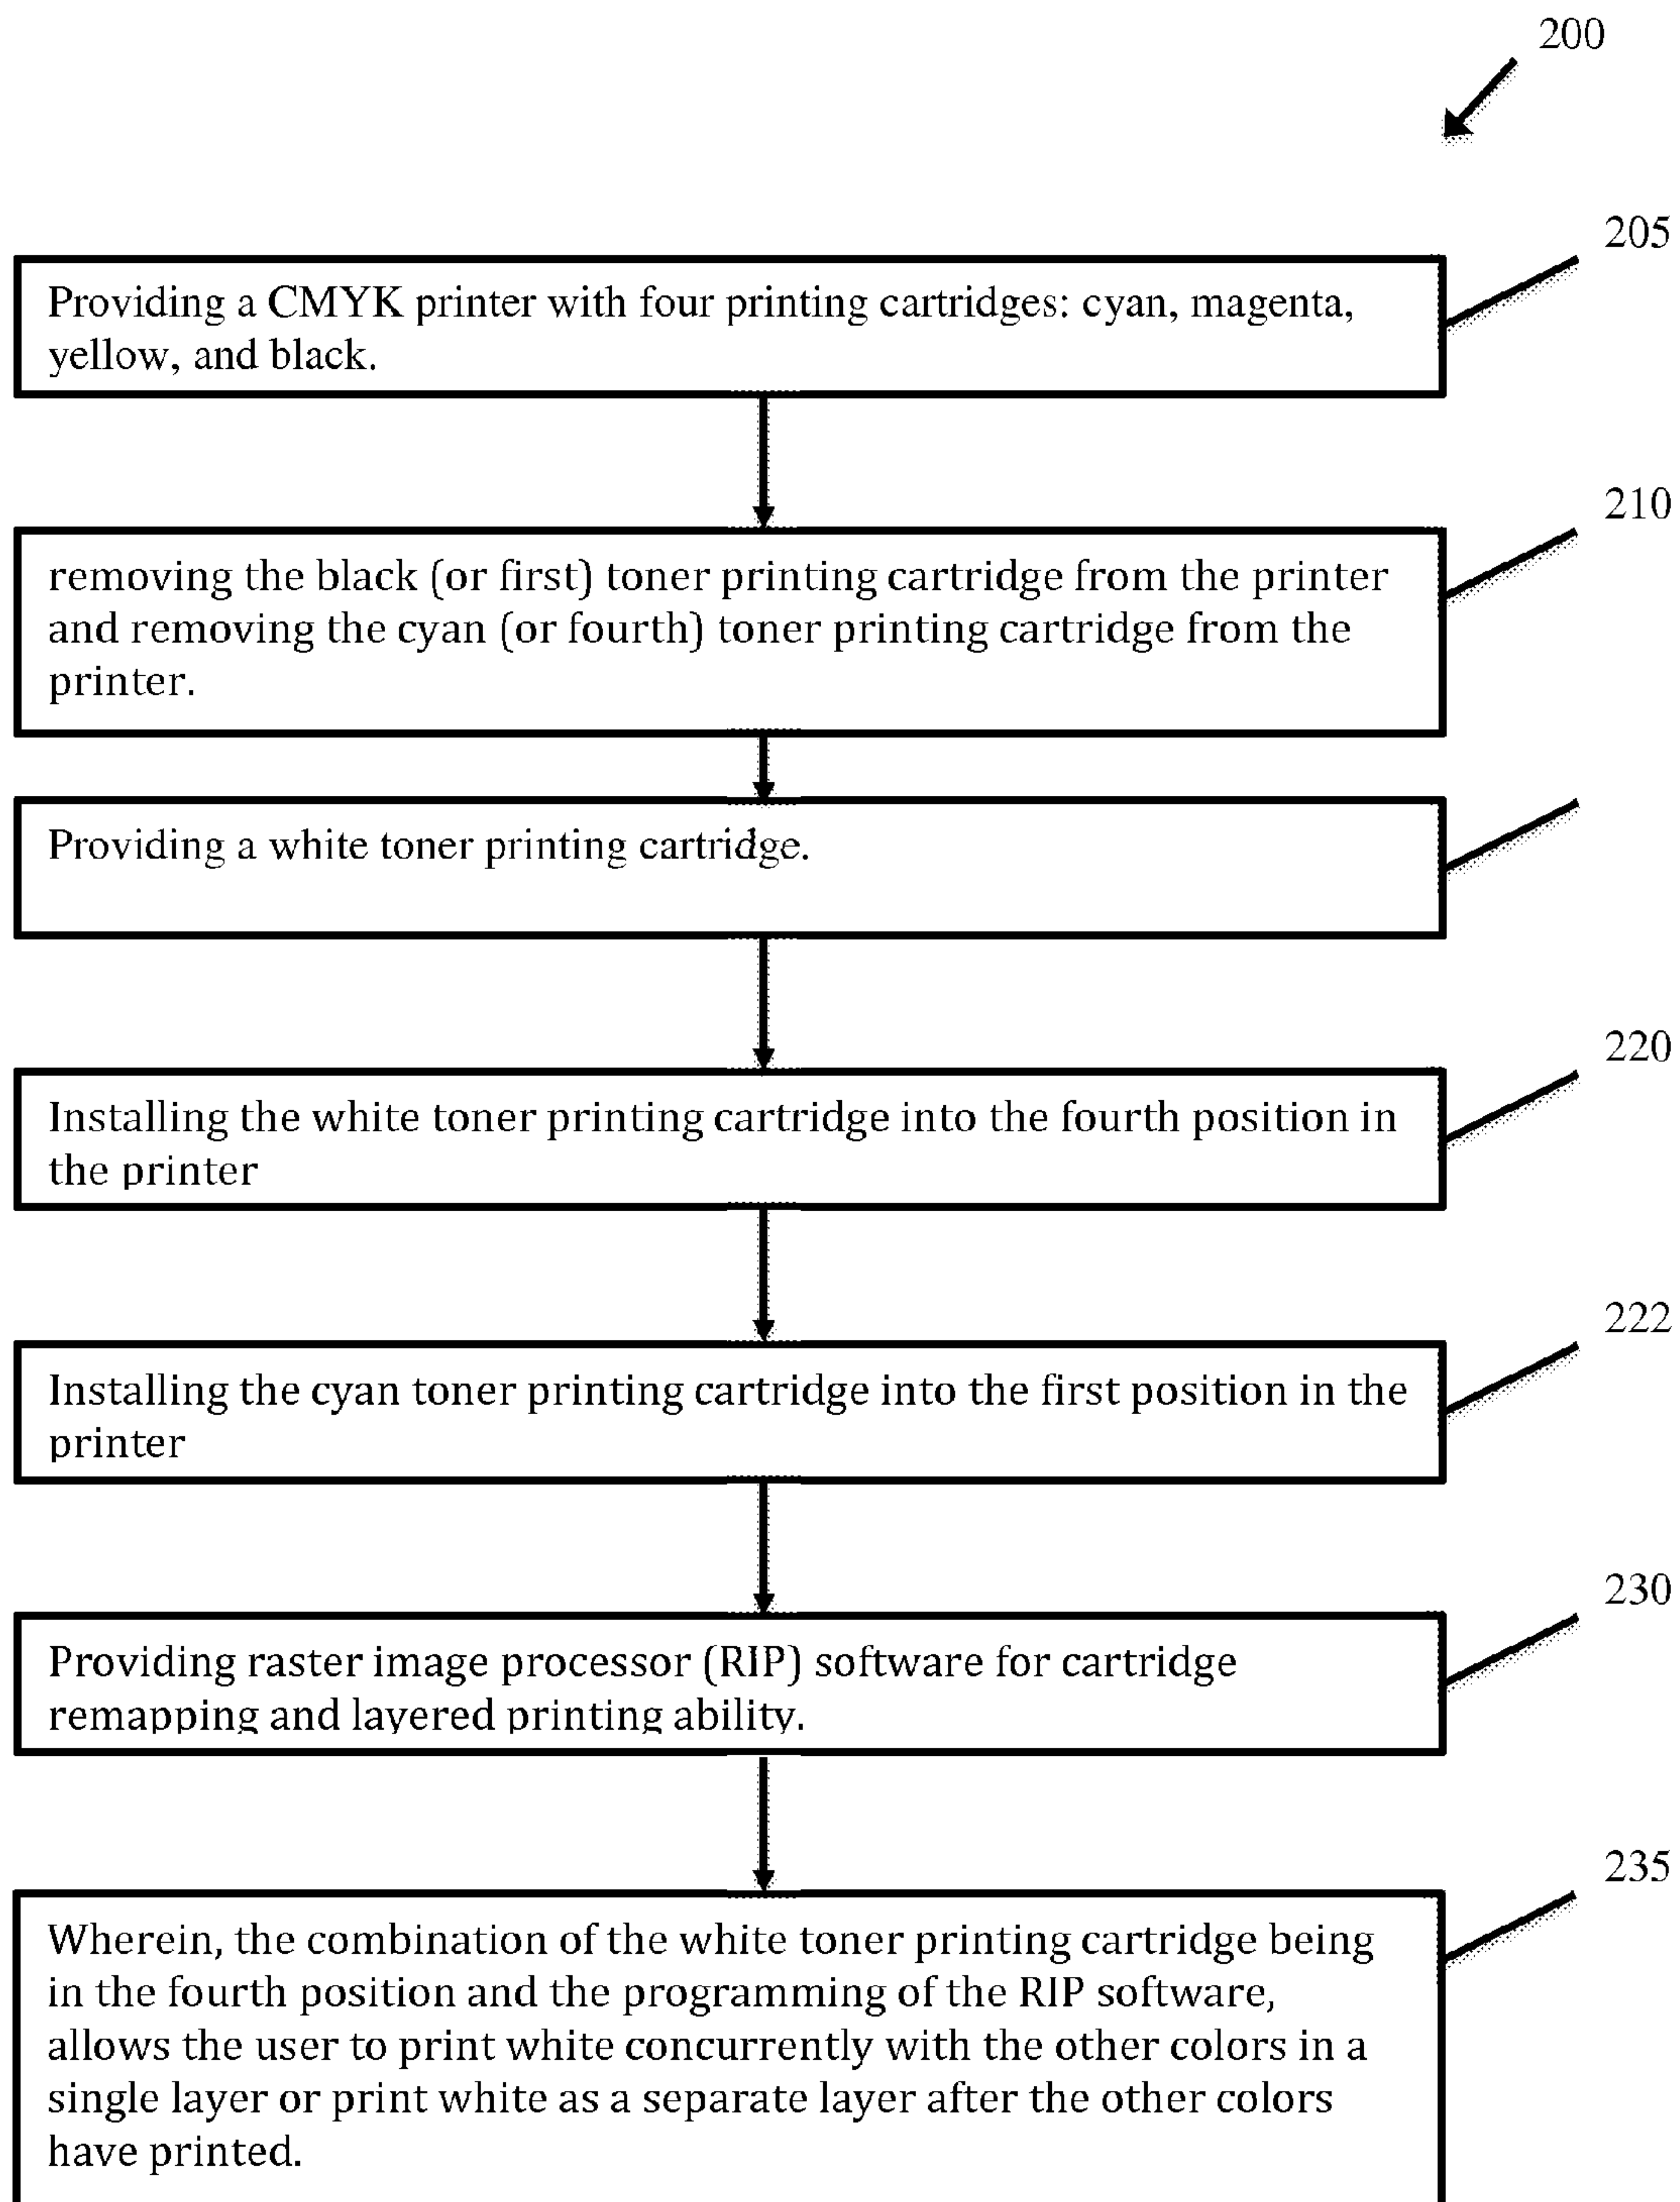 200
205
Providing a CMYK printer with four printing cartridges: cyan, magenta,
yellow, and black.
210
removing the black (or first) toner printing cartridge from the printer
and removing the cyan (or fourth) toner printing cartridge from the
printer.
Providing a white toner printing cartridge.
220
Installing the white toner printing cartridge into the fourth position in
the printer
222
Installing the cyan toner printing cartridge into the first position in the
printer
230
Providing raster image processor (RIP) software for cartridge
remapping and layered printing ability.
235
Wherein, the combination of the white toner printing cartridge being
in the fourth position and the programming of the RIP software,
allows the user to print white concurrently with the other colors in a
single layer or print white as a separate layer after the other colors
have printed.